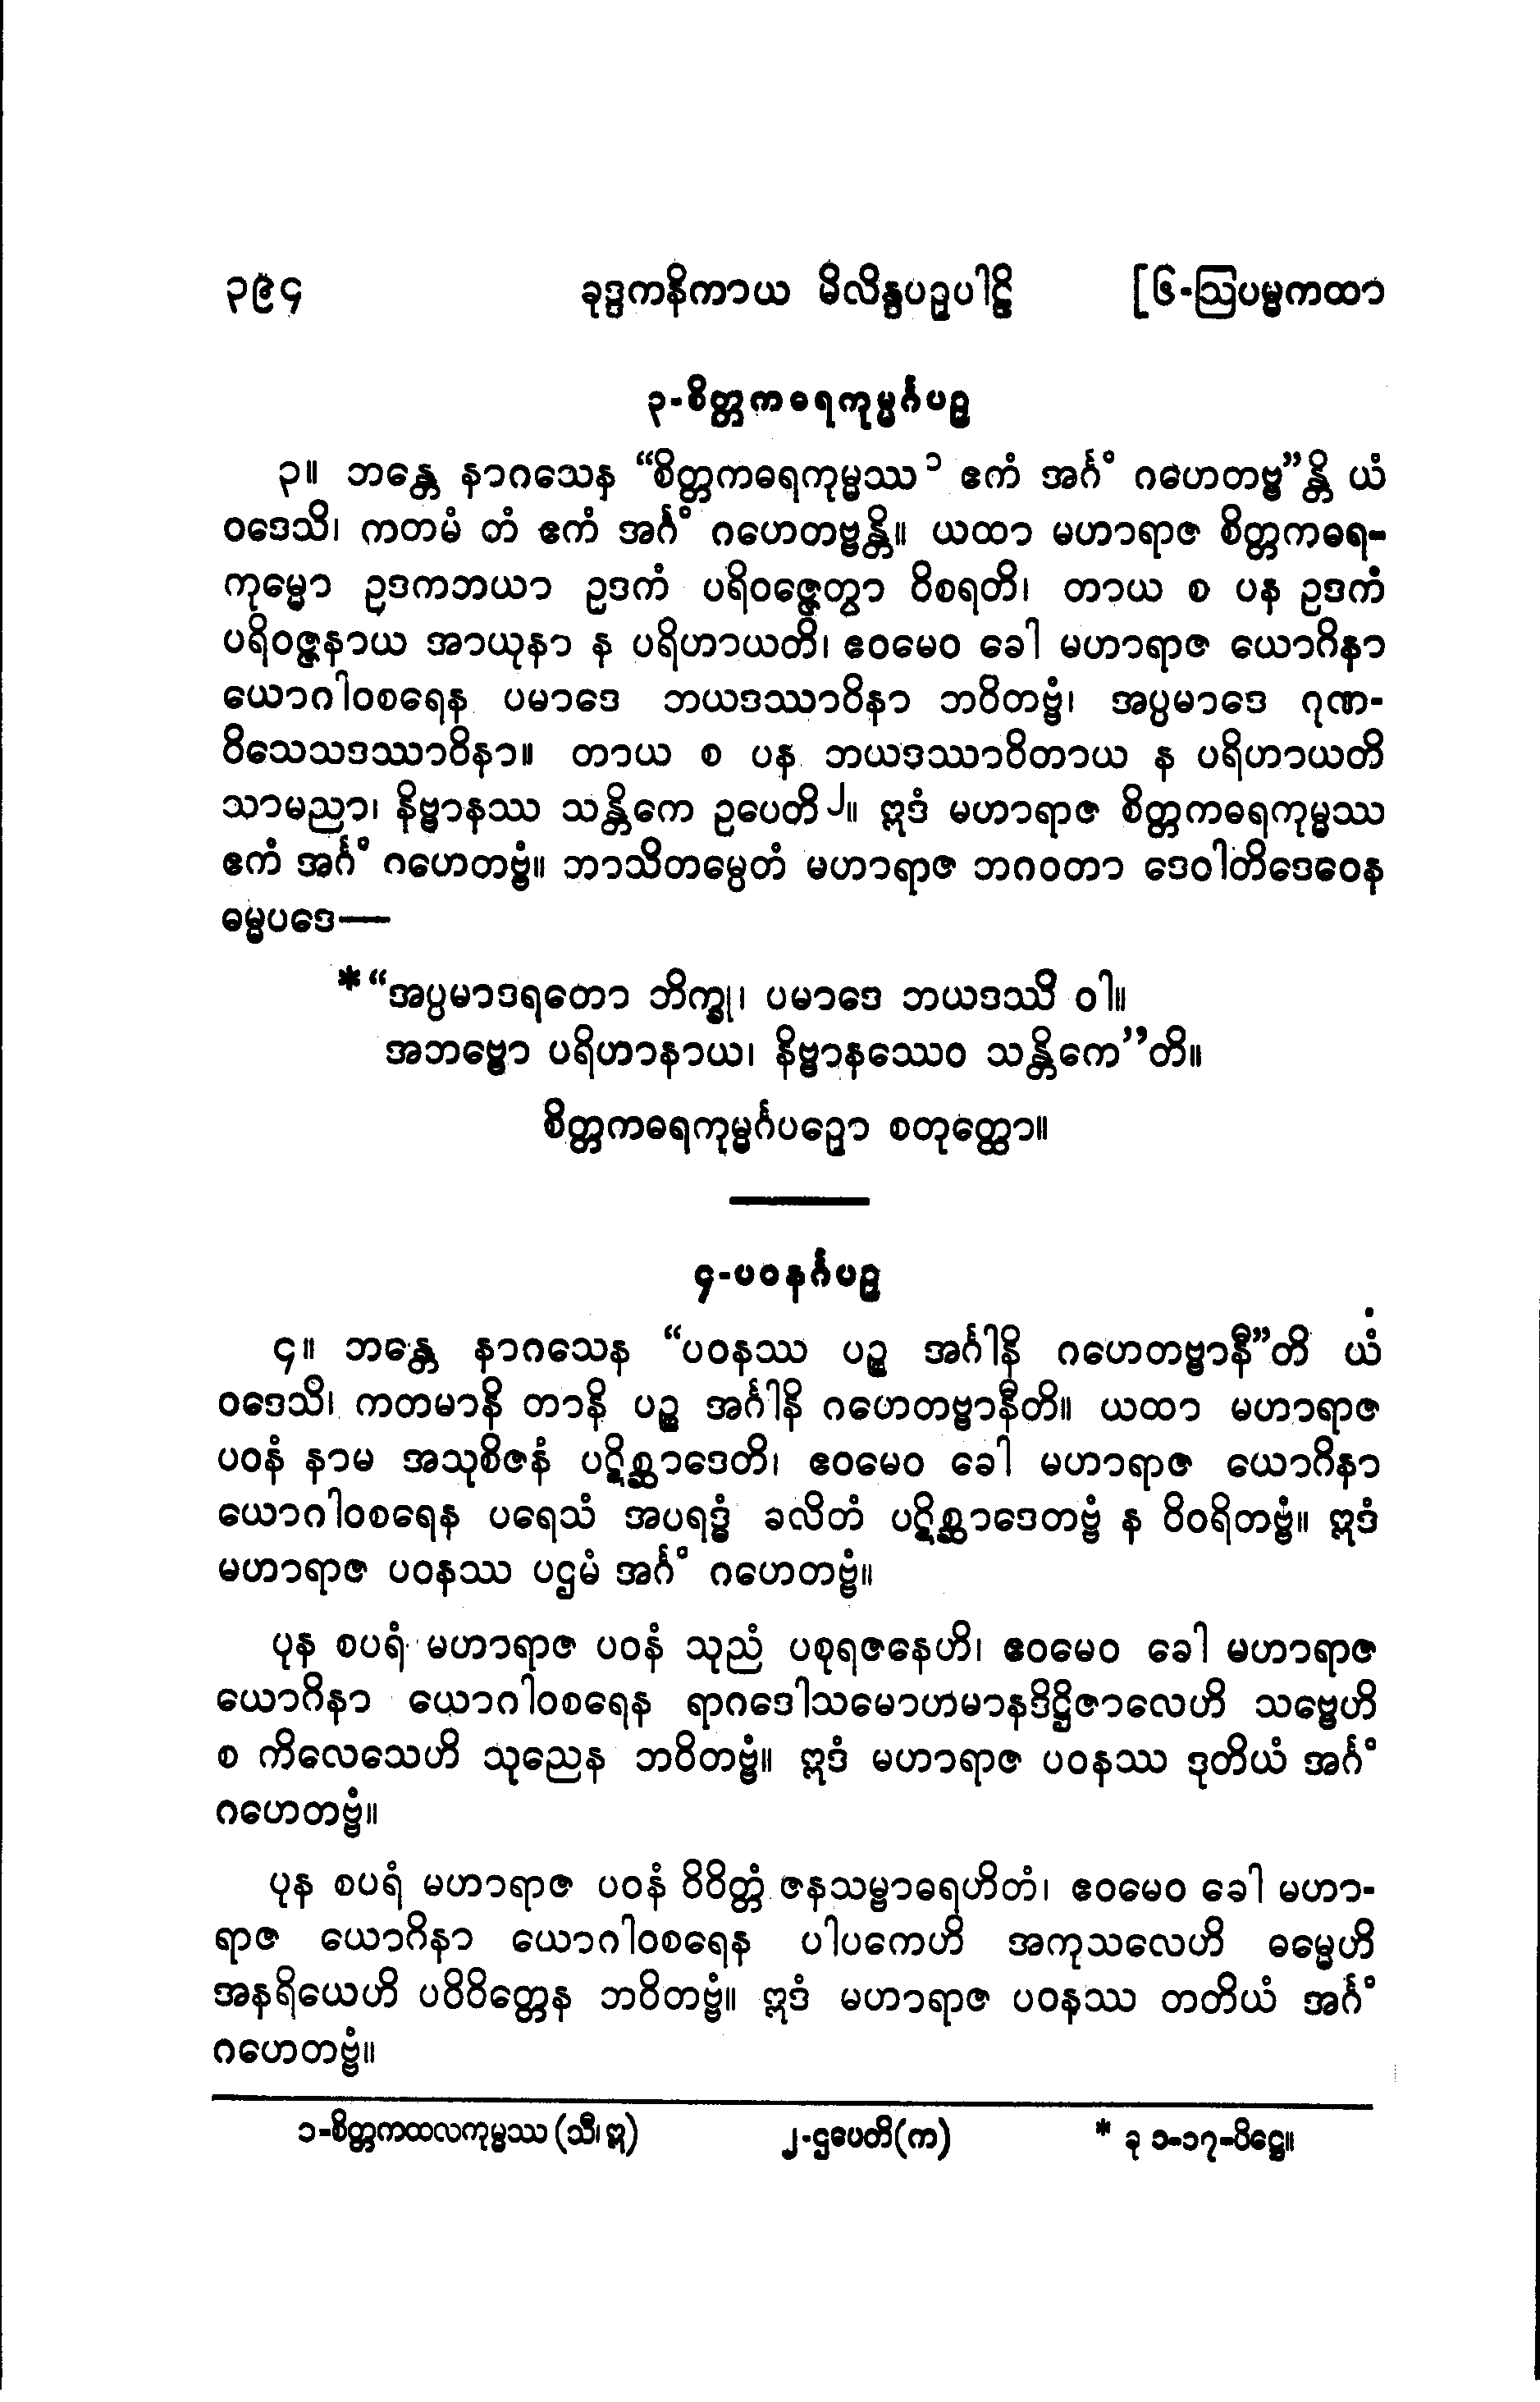 ၃၉၄ ခုဒ္ဒကနိကာယ မိလိန္ဒပဉှပါဠိ [၆-ဩပမ္မကထာ
၃-စိတ္တကဓရကုမ္မင်္ဂပဉှ
၃။ ဘန္တေ နာဂသေန “စိတ္တကဓရကုမ္မဿ ၁ ဧကံ အင်္ဂံ ဂဟေတဗ္ဗ”န္တိ ယံ
ဝဒေသိ၊ ကတမံ တံ ဧကံ အင်္ဂံ ဂဟေတဗ္ဗန္တိ။ ယထာ မဟာရာဇ စိတ္တကဓရ-
ကုမ္မော ဥဒကဘယာ ဥဒကံ ပရိဝဇ္ဇေတွာ ဝိစရတိ၊ တာယ စ ပန ဥဒကံ
ပရိဝဇ္ဇနာယ အာယုနာ န ပရိဟာယတိ၊ ဧဝမေဝ ခေါ မဟာရာဇ ယောဂိနာ
ယောဂါဝစရေန ပမာဒေ ဘယဒဿာဝိနာ ဘဝိတဗ္ဗံ၊ အပ္ပမာဒေ ဂုဏ-
ဝိသေသဒဿာဝိနာ။ တာယ စ ပန ဘယဒဿာဝိတာယ န ပရိဟာယတိ
သာမညာ၊ နိဗ္ဗာနဿ သန္တိကေ ဥပေတိ ၂။ ဣဒံ မဟာရာဇ စိတ္တကဓရကုမ္မဿ
ဧကံ အင်္ဂံ ဂဟေတဗ္ဗံ။ ဘာသိတမ္ပေတံ မဟာရာဇ ဘဂဝတာ ဒေဝါတိဒေဝေန
ဓမ္မပဒေ—
* “အပ္ပမာဒရတော ဘိက္ခု၊ ပမာဒေ ဘယဒဿိ ဝါ။
အဘဗ္ဗော ပရိဟာနာယ၊ နိဗ္ဗာနဿေဝ သန္တိကေ”တိ။
စိတ္တကဓရကုမ္မင်္ဂပဉှော စတုတ္ထော။
၄-ပဝနင်္ဂပဉှ
၄။ ဘန္တေ နာဂသေန “ပဝနဿ ပဉ္စ အင်္ဂါနိ ဂဟေတဗ္ဗာနီ”တိ ယံ
ဝဒေသိ၊ ကတမာနိ တာနိ ပဉ္စ အင်္ဂါနိ ဂဟေတဗ္ဗာနီတိ။ ယထာ မဟာရာဇ
ပဝနံ နာမ အသုစိဇနံ ပဋိစ္ဆာဒေတိ၊ ဧဝမေဝ ခေါ မဟာရာဇ ယောဂိနာ
ယောဂါဝစရေန ပရေသံ အပရဒ္ဓံ ခလိတံ ပဋိစ္ဆာဒေတဗ္ဗံ န ဝိဝရိတဗ္ဗံ။ ဣဒံ
မဟာရာဇ ပဝနဿ ပဌမံ အင်္ဂံ ဂဟေတဗ္ဗံ။
ပုန စပရံ မဟာရာဇ ပဝနံ သုညံ ပစုရဇနေဟိ၊ ဧဝမေဝ ခေါ မဟာရာဇ
ယောဂိနာ ယောဂါဝစရေန ရာဂဒေါသမောဟမာနဒိဋ္ဌိဇာလေဟိ သဗ္ဗေဟိ
စ ကိလေသေဟိ သုညေန ဘဝိတဗ္ဗံ။ ဣဒံ မဟာရာဇ ပဝနဿ ဒုတိယံ အင်္ဂံ
ဂဟေတဗ္ဗံ။
ပုန စပရံ မဟာရာဇ ပဝနံ ဝိဝိတ္တံ ဇနသမ္ဗာဓရဟိတံ၊ ဧဝမေဝ ခေါ မဟာ-
ရာဇ ယောဂိနာ ယောဂါဝစရေန ပါပကေဟိ အကုသလေဟိ ဓမ္မေဟိ
အနရိယေဟိ ပဝိဝိတ္တေန ဘဝိတဗ္ဗံ။ ဣဒံ မဟာရာဇ ပဝနဿ တတိယံ အင်္ဂံ
ဂဟေတဗ္ဗံ။
၁-စိတ္တကထလကုမ္မဿ (သီ၊ ဣ) ၂-ဌပေတိ(က) * ခု ၁-၁၇-ပိဋ္ဌေ။